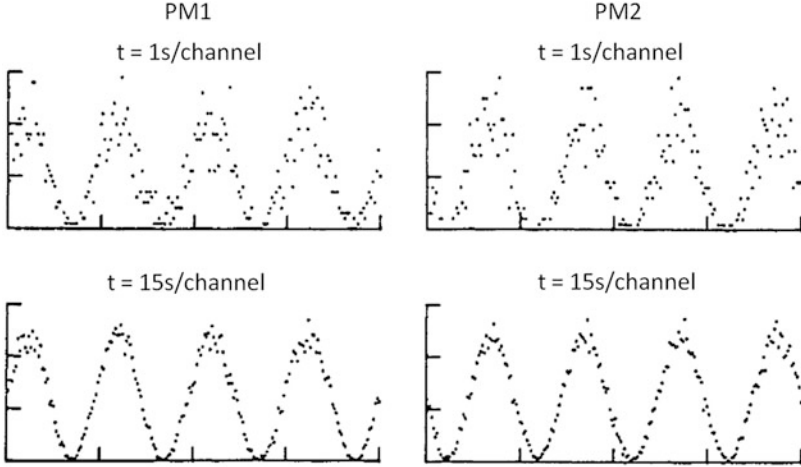 PM1
PM2
t = 1s/channel
t = 1s/channel
t = 15s/channel
t = 15s/channel